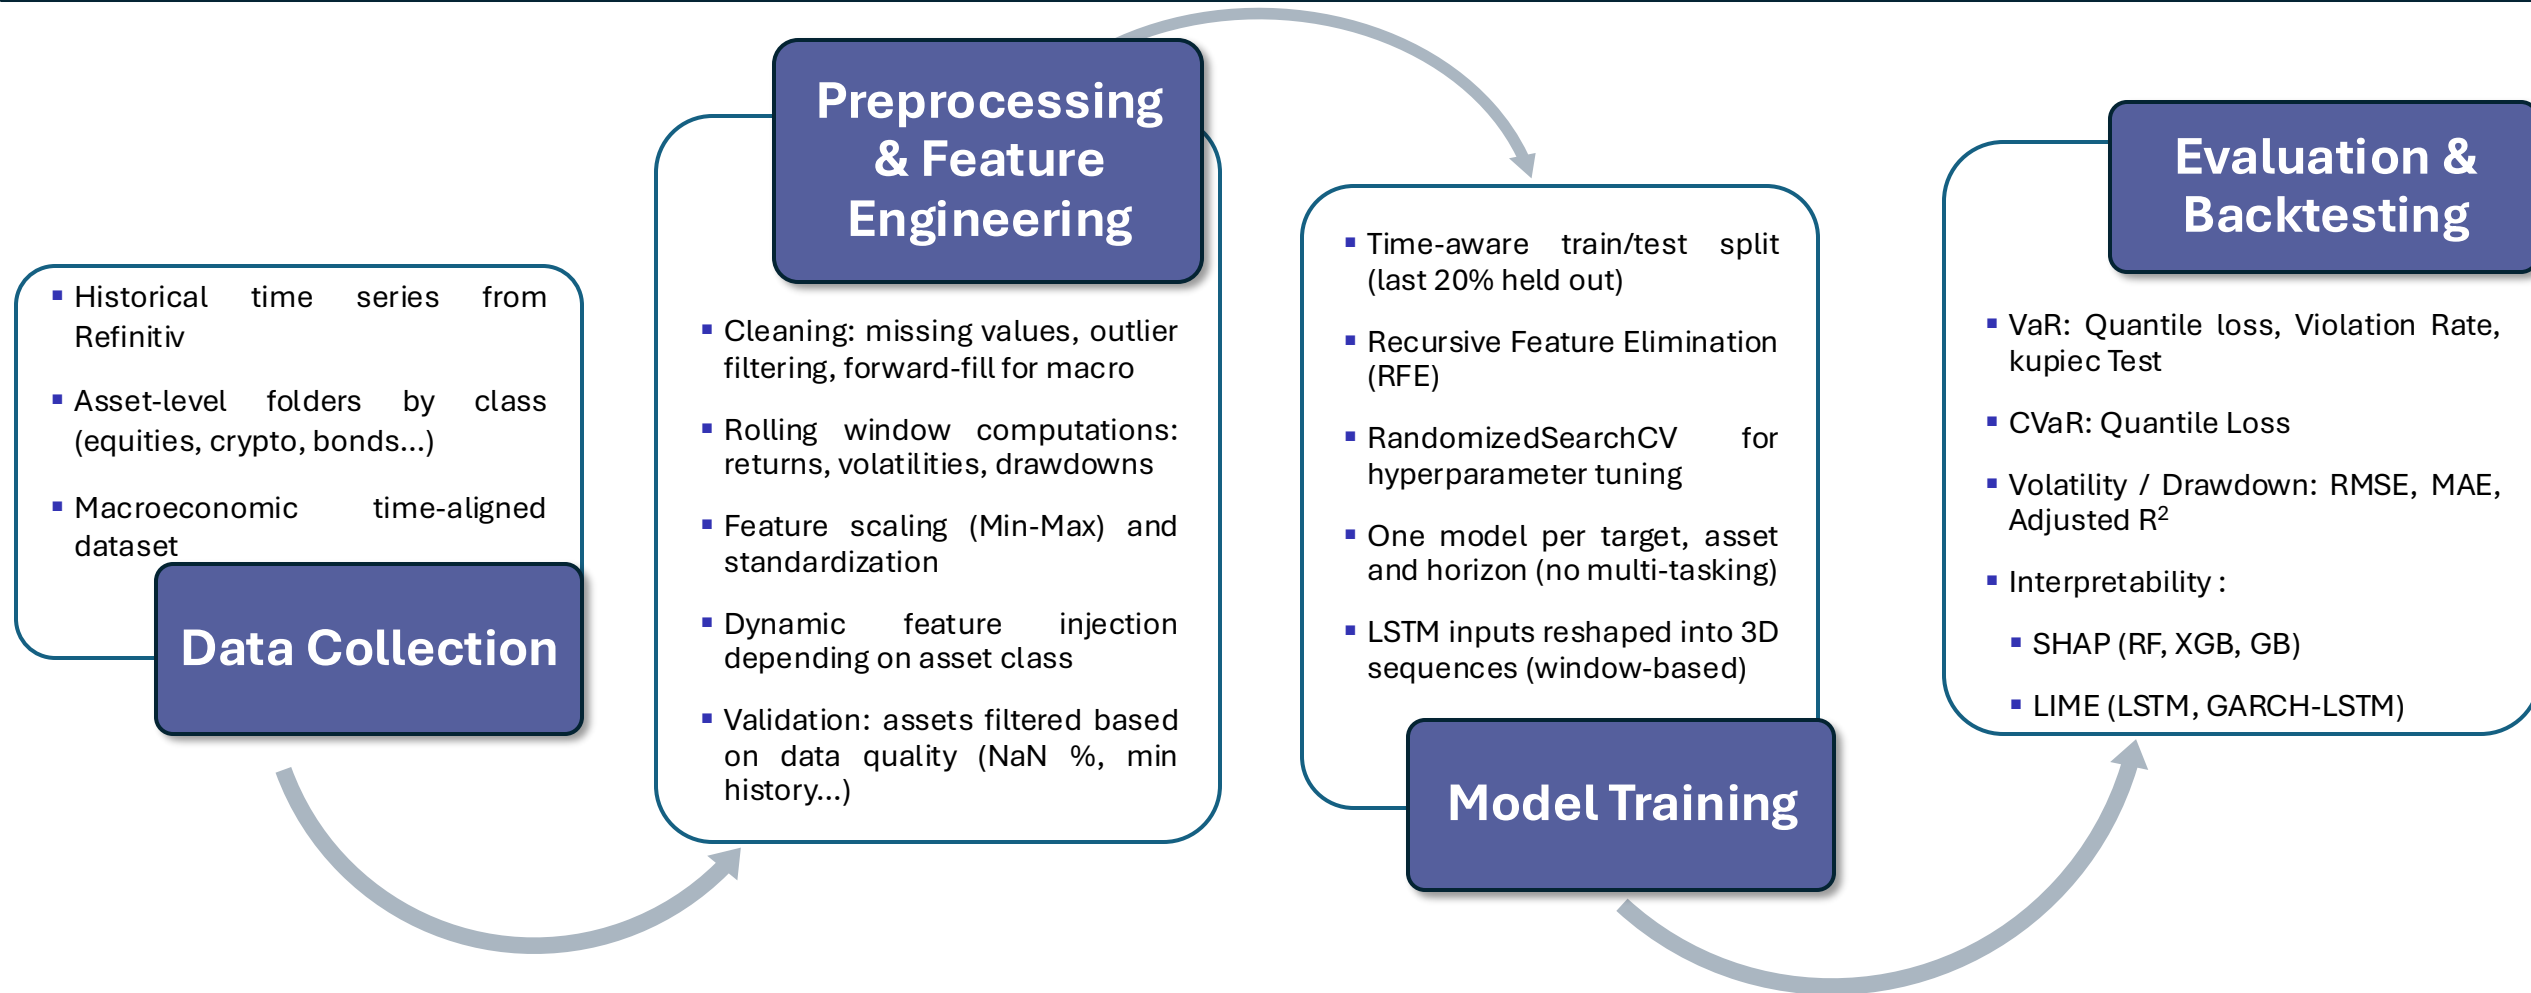 Historical time series from
Refinitiv
Asset-level folders by class
(equities, crypto, bonds...)
Macroeconomic time-aligned
dataset
Data Collection
Preprocessing
& Feature
Engineering
Cleaning: missing values, outlier
filtering, forward-fill for macro
Rolling window computations:
returns, volatilities, drawdowns
Feature scaling (Min-Max) and
standardization
Dynamic feature injection
depending on asset class
Validation: assets filtered based
on data quality (NaN %, min
history...)
Time-aware train/test split
(last 20% held out)
Recursive Feature Elimination
(RFE)
RandomizedSearchCV for
hyperparameter tuning
One model per target, asset
and horizon (no multi-tasking)
LSTM inputs reshaped into 3D
sequences (window-based)
Model Training
Evaluation &
Backtesting
VaR: Quantile loss, Violation Rate,
kupiec Test
CVaR: Quantile Loss
Volatility / Drawdown: RMSE, MAE,
Adjusted R²
Interpretability :
SHAP (RF, XGB, GB)
LIME (LSTM, GARCH-LSTM)